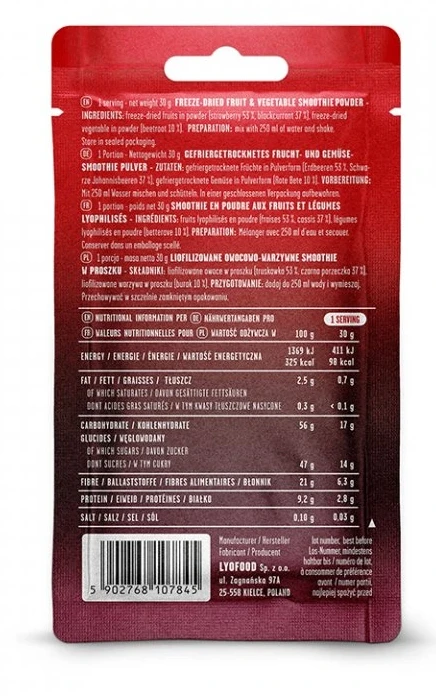 EN 1 serving - net weight 30 g FREEZE-DRIED FRUIT & VEGETABLE SMOOTHIE POWDER -
INGREDIENTS: freeze-dried fruits in powder (strawberry 53 %, blackcurrant 37 %), freeze-dried
vegetable in powder (beetroot 10 %). PREPARATION: mix with 250 ml of water and shake.
Store in sealed packaging.
DE 1 Portion - Nettogewicht 30 g GEFRIERGETROCKNETES FRUCHT- UND GEMÜSE-
SMOOTHIE PULVER - ZUTATEN: gefriergetrocknete Früchte in Pulverform (Erdbeeren 53 %, Schwa-
rze Johannisbeeren 37 %), gefriergetrocknete Gemüse in Pulverform (Rote Bete 10 %). VORBEREITUNG:
Mit 250 ml Wasser mischen und schütteln. In einer geschlossenen Verpackung aufbewahren.
FR 1 portion - poids net 30 g SMOOTHIE EN POUDRE AUX FRUITS ET LÉGUMES
LYOPHILISÉS - INGRÉDIENTS: fruits lyophilisés en poudre (fraises 53 %, cassis 37 %), légumes
lyophilisés en poudre (betterave 10 %). PRÉPARATION: Mélanger avec 250 ml d'eau et secouer.
Conserver dans un emballage scellé.
PL 1 porcja - masa netto 30 g LIOFILIZOWANE OWOCOWO-WARZYWNE SMOOTHIE
W PROSZKU - SKŁADNIKI: liofilizowane owoce w proszku (truskawka 53 %, czarna porzeczka 37 %),
liofilizowane warzywa w proszku (burak 10 %). PRZYGOTOWANIE: dodaj do 250 ml wody i wymieszaj.
Przechowywać w szczelnie zamkniętym opakowaniu.
EN NUTRITIONAL INFORMATION PER DE NÄHRWERTANGABEN PRO 1 SERVING
FR VALEURS NUTRITIONNELLES POUR PL WARTOŚĆ ODŻYWCZA W 100 g 30 g
ENERGY / ENERGIE / ÉNERGIE / WARTOŚĆ ENERGETYCZNA 1369 kJ 411 kJ
325 kcal 98 kcal
FAT / FETT / GRAISSES / TŁUSZCZ 2,5 g 0,7 g
OF WHICH SATURATES / DAVON GESÄTTIGTE FETTSÄUREN
DONT ACIDES GRAS SATURÉS / W TYM KWASY TŁUSZCZOWE NASYCONE 0,3 g < 0,1 g
CARBOHYDRATE / KOHLENHYDRATE 56 g 17 g
GLUCIDES / WĘGLOWODANY
OF WHICH SUGARS / DAVON ZUCKER
DONT SUCRES / W TYM CUKRY 47 g 14 g
FIBRE / BALLASTSTOFFE / FIBRES ALIMENTAIRES / BŁONNIK 21 g 6,3 g
PROTEIN / EIWEIß / PROTÉINES / BIAŁKO 9,2 g 2,8 g
SALT / SALZ / SEL / SÓL 0,10 g 0,03 g
Manufacturer / Hersteller
Fabricant / Producent
LYOFOOD Sp. z o.o.
ul. Zagnańska 97A
25-558 KIELCE, POLAND
lot number, best before
Los-Nummer, mindestens
haltbar bis / numéro de lot,
à consommer de préférence
avant / numer partii,
najlepiej spożyć przed
5 902768 107845